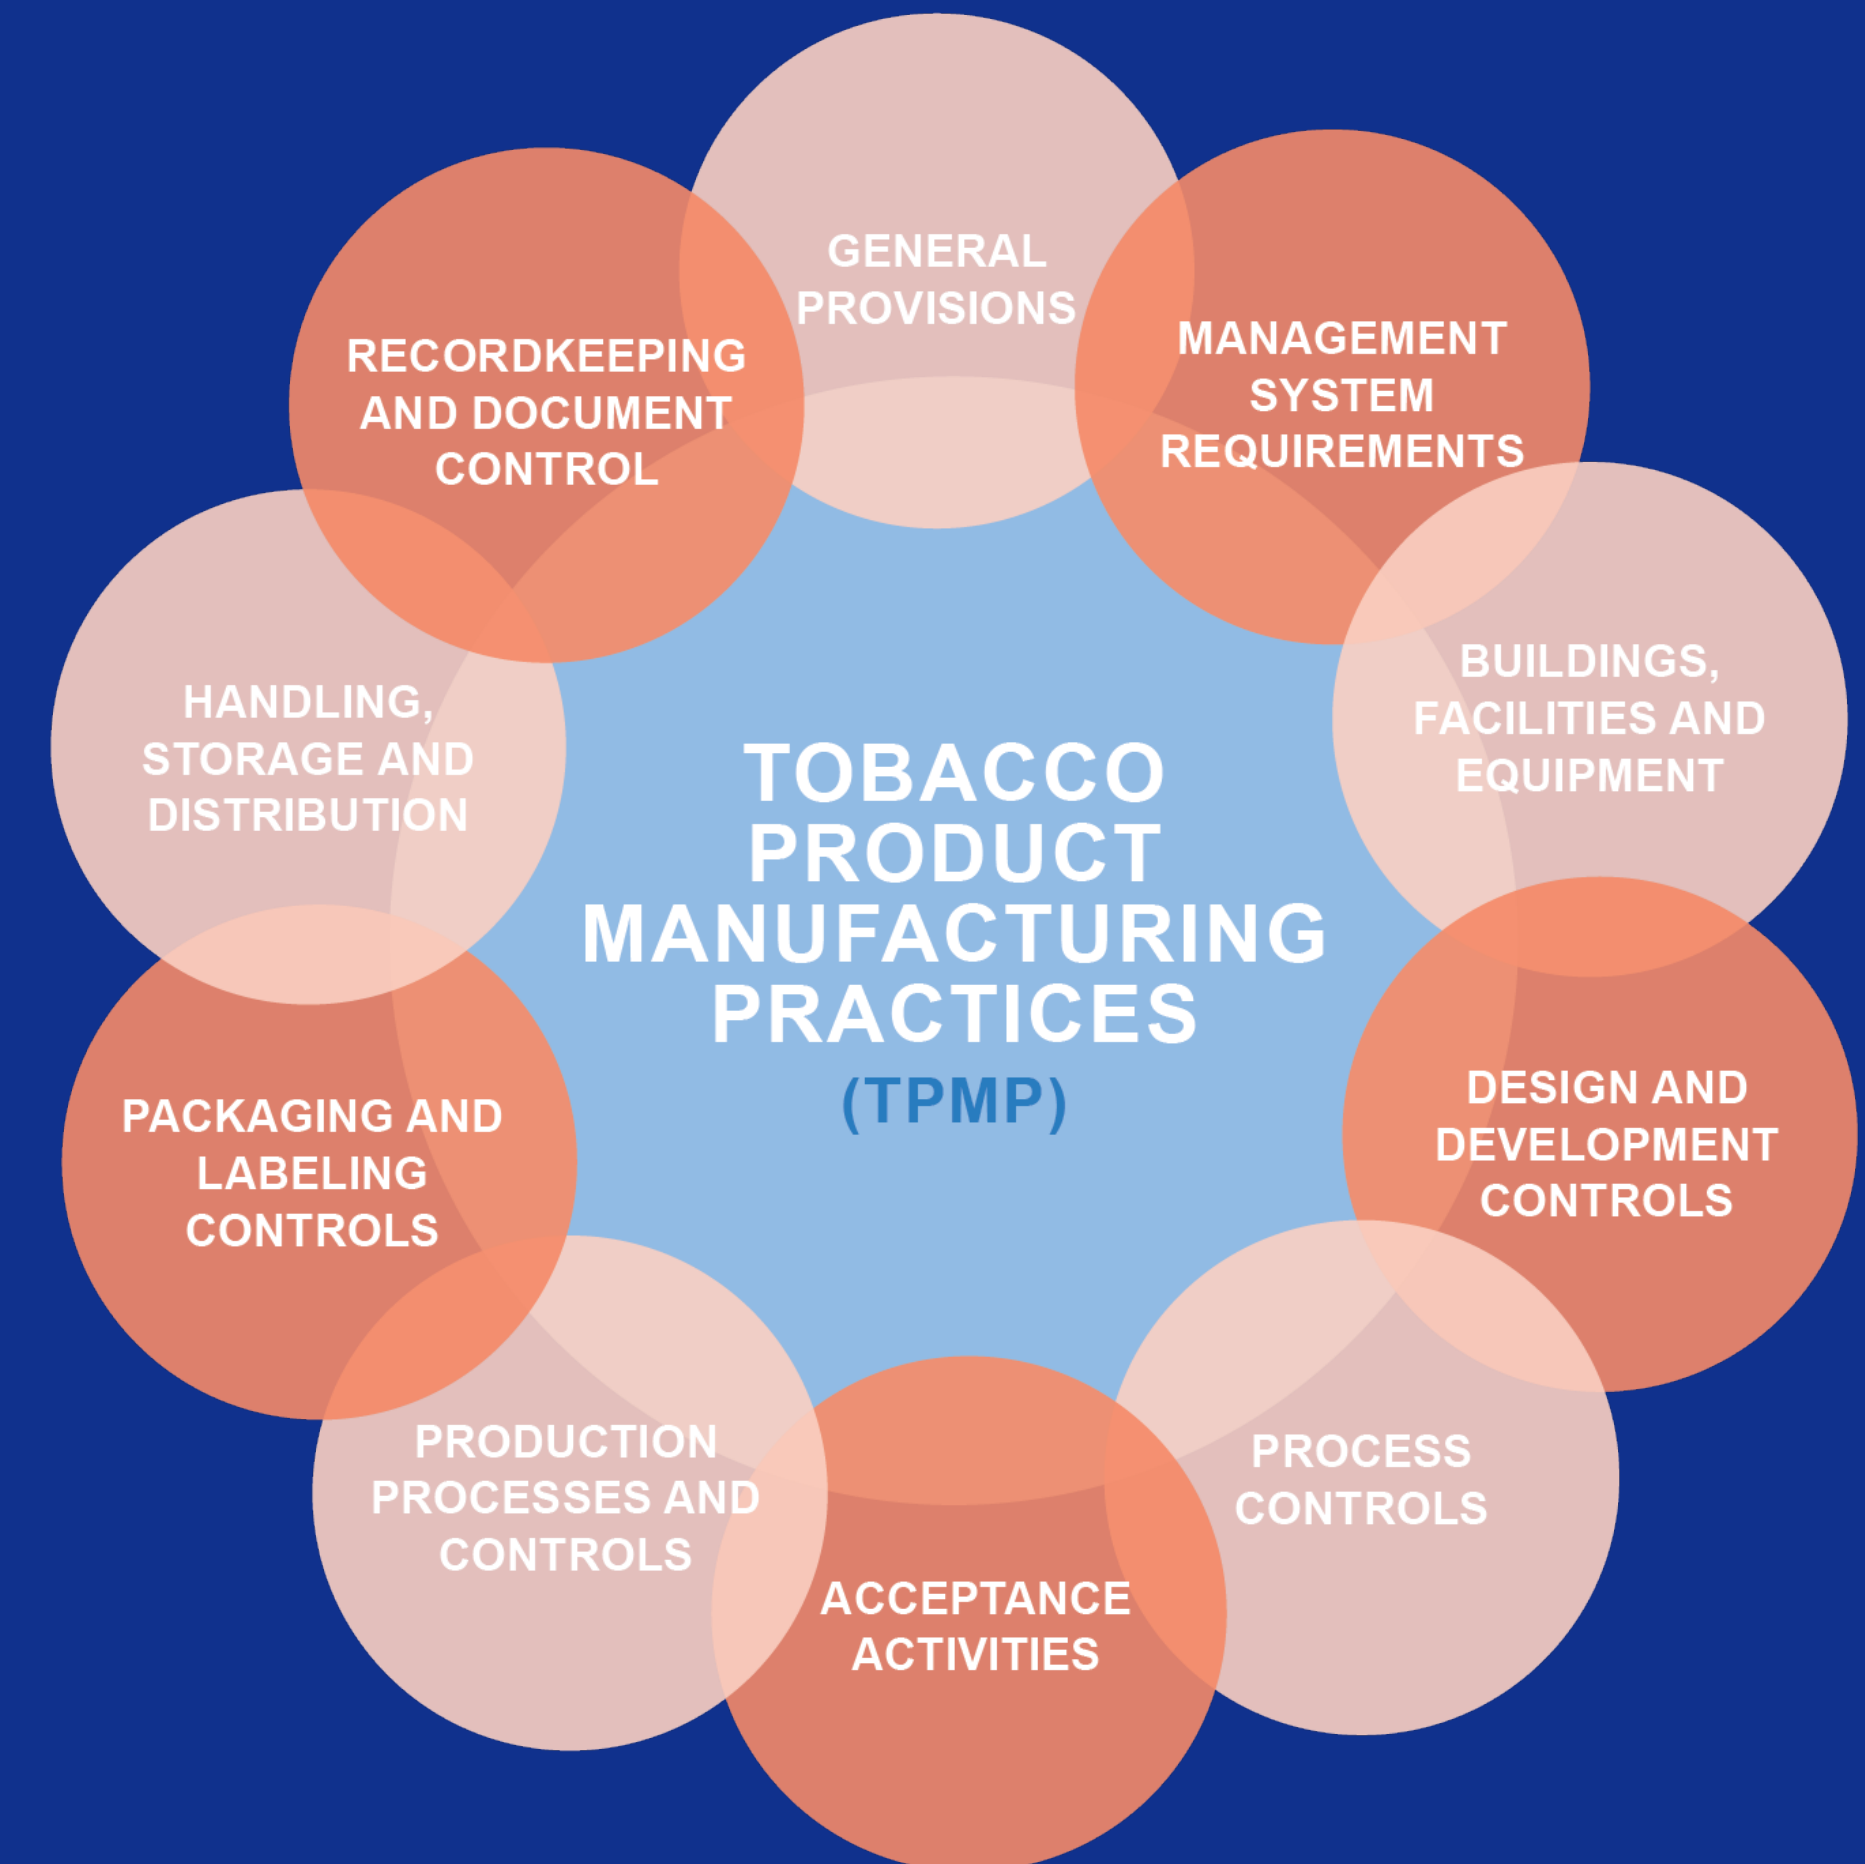 GENERAL
PROVISIONS
MANAGEMENT
SYSTEM
REQUIREMENTS
BUILDINGS,
FACILITIES AND
EQUIPMENT
DESIGN AND
DEVELOPMENT
CONTROLS
PROCESS
CONTROLS
ACCEPTANCE
ACTIVITIES
PRODUCTION
PROCESSES AND
CONTROLS
PACKAGING AND
LABELING
CONTROLS
HANDLING,
STORAGE AND
DISTRIBUTION
RECORDKEEPING
AND DOCUMENT
CONTROL
TOBACCO
PRODUCT
MANUFACTURING
PRACTICES
(TPMP)